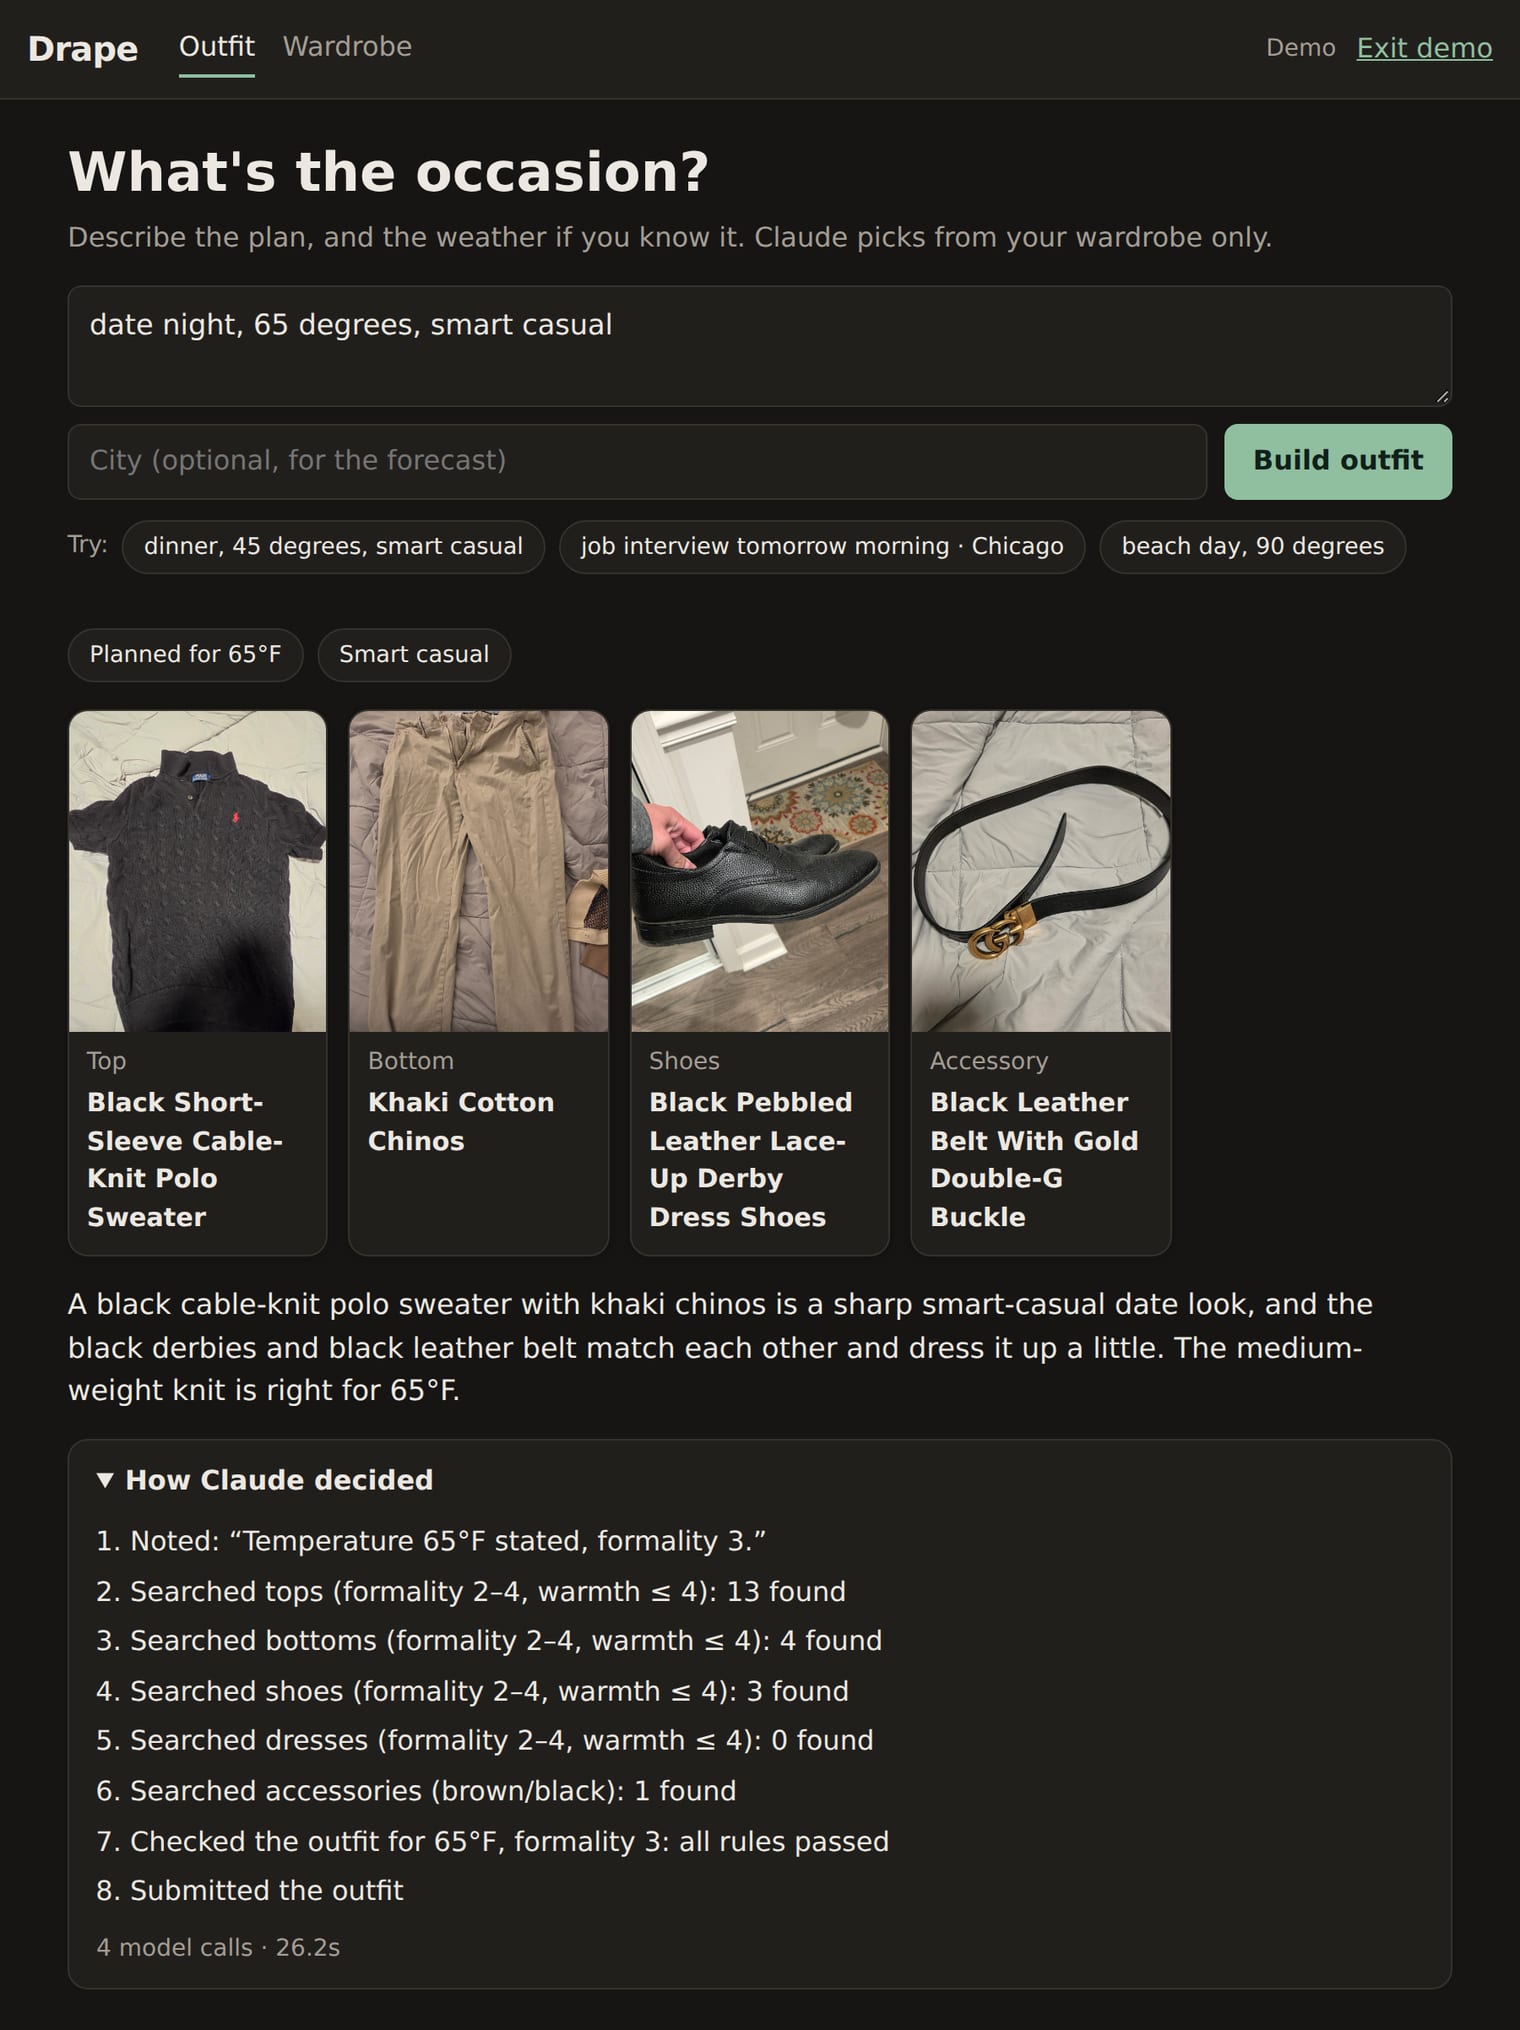 Drape Outfit Wardrobe Demo Exit demo
What's the occasion?
Describe the plan, and the weather if you know it. Claude picks from your wardrobe only.
date night, 65 degrees, smart casual
City (optional, for the forecast) Build outfit
Try: dinner, 45 degrees, smart casual job interview tomorrow morning · Chicago beach day, 90 degrees
Planned for 65°F Smart casual
Top
Black Short-
Sleeve Cable-
Knit Polo
Sweater
Bottom
Khaki Cotton
Chinos
Shoes
Black Pebbled
Leather Lace-
Up Derby
Dress Shoes
Accessory
Black Leather
Belt With Gold
Double-G
Buckle
A black cable-knit polo sweater with khaki chinos is a sharp smart-casual date look, and the
black derbies and black leather belt match each other and dress it up a little. The medium-
weight knit is right for 65°F.
▼ How Claude decided
1. Noted: “Temperature 65°F stated, formality 3.”
2. Searched tops (formality 2–4, warmth ≤ 4): 13 found
3. Searched bottoms (formality 2–4, warmth ≤ 4): 4 found
4. Searched shoes (formality 2–4, warmth ≤ 4): 3 found
5. Searched dresses (formality 2–4, warmth ≤ 4): 0 found
6. Searched accessories (brown/black): 1 found
7. Checked the outfit for 65°F, formality 3: all rules passed
8. Submitted the outfit
4 model calls · 26.2s